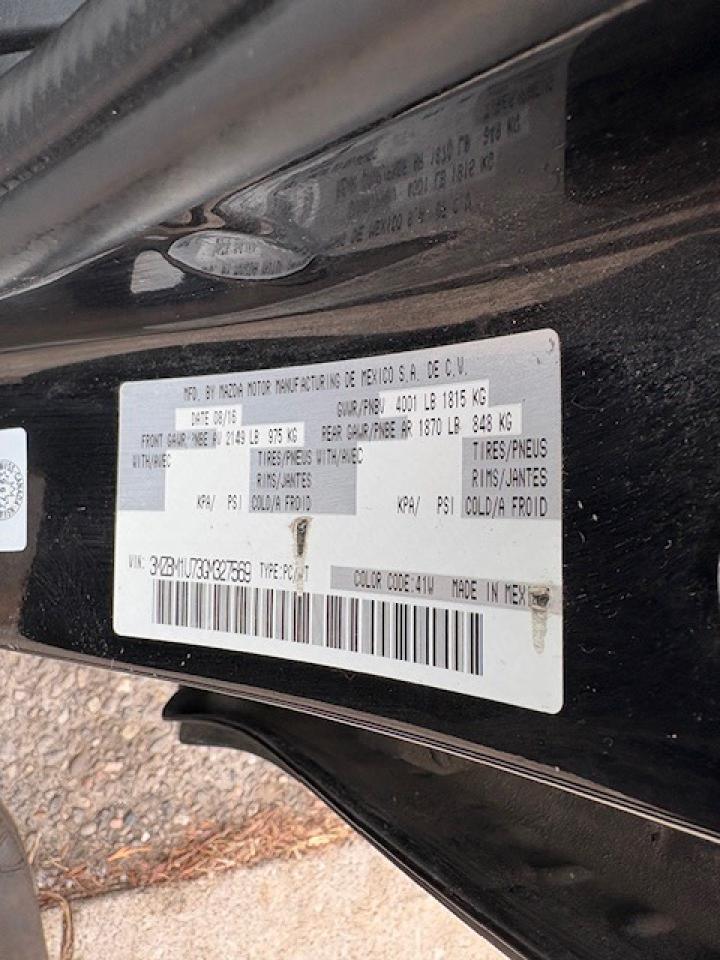 MFD. BY MAZDA MOTOR MANUFACTURING DE MEXICO S.A. DE C.V.
DATE 08/16 GVWR/PNBV 4001 LB 1815 KG
FRONT GAWR/PNBE AV 2149 LB 975 KG REAR GAWR/PNBE AR 1870 LB 848 KG
WITH/AVEC TIRES/PNEUS WITH/AVEC TIRES/PNEUS
RIMS/JANTES RIMS/JANTES
KPA/ PSI COLD/A FROID KPA/ PSI COLD/A FROID
VIN: 3MZBM1U73GM327569 TYPE:PC/ COLOR CODE:41W MADE IN MEX